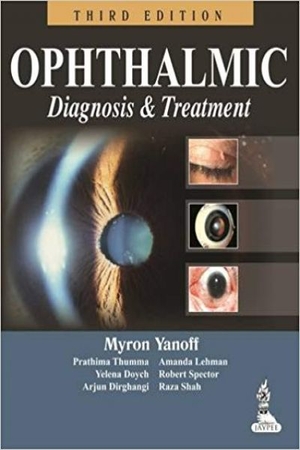 THIRD EDITION
OPHTHALMIC
Diagnosis & Treatment
Myron Yanoff
Prathima Thumma Amanda Lehman
Yelena Doych Robert Spector
Arjun Dirghangi Raza Shah
JAYPEE